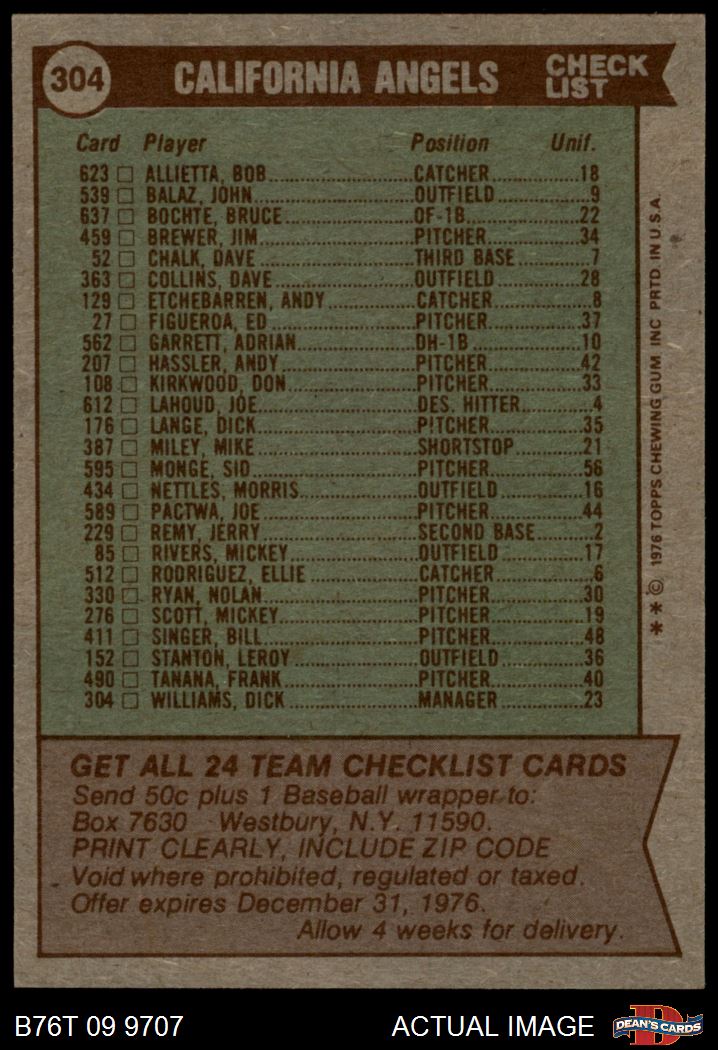 304 CALIFORNIA ANGELS CHECK LIST
Card Player Position Unif.
623 □ ALLIETTA, BOB CATCHER 18
539 □ BALAZ, JOHN OUTFIELD 9
637 □ BOCHTE, BRUCE OF-1B 22
459 □ BREWER, JIM PITCHER 34
52 □ CHALK, DAVE THIRD BASE 7
363 □ COLLINS, DAVE OUTFIELD 28
129 □ ETCHEBARREN, ANDY CATCHER 8
27 □ FIGUEROA, ED PITCHER 37
562 □ GARRETT, ADRIAN DH-1B 10
207 □ HASSLER, ANDY PITCHER 42
108 □ KIRKWOOD, DON PITCHER 33
612 □ LAHOUD, JOE DES. HITTER 4
176 □ LANGE, DICK PITCHER 35
387 □ MILEY, MIKE SHORTSTOP 21
595 □ MONGE, SID PITCHER 56
434 □ NETTLES, MORRIS OUTFIELD 16
589 □ PACTWA, JOE PITCHER 44
229 □ REMY, JERRY SECOND BASE 2
85 □ RIVERS, MICKEY OUTFIELD 17
512 □ RODRIGUEZ, ELLIE CATCHER 6
330 □ RYAN, NOLAN PITCHER 30
276 □ SCOTT, MICKEY PITCHER 19
411 □ SINGER, BILL PITCHER 48
152 □ STANTON, LEROY OUTFIELD 36
490 □ TANANA, FRANK PITCHER 40
304 □ WILLIAMS, DICK MANAGER 23
**© 1976 TOPPS CHEWING GUM INC PRTD. IN U.S.A.
GET ALL 24 TEAM CHECKLIST CARDS
Send 50c plus 1 Baseball wrapper to:
Box 7630 Westbury, N.Y. 11590.
PRINT CLEARLY, INCLUDE ZIP CODE
Void where prohibited, regulated or taxed.
Offer expires December 31, 1976.
Allow 4 weeks for delivery.
B76T 09 9707 ACTUAL IMAGE D DEAN'S CARDS